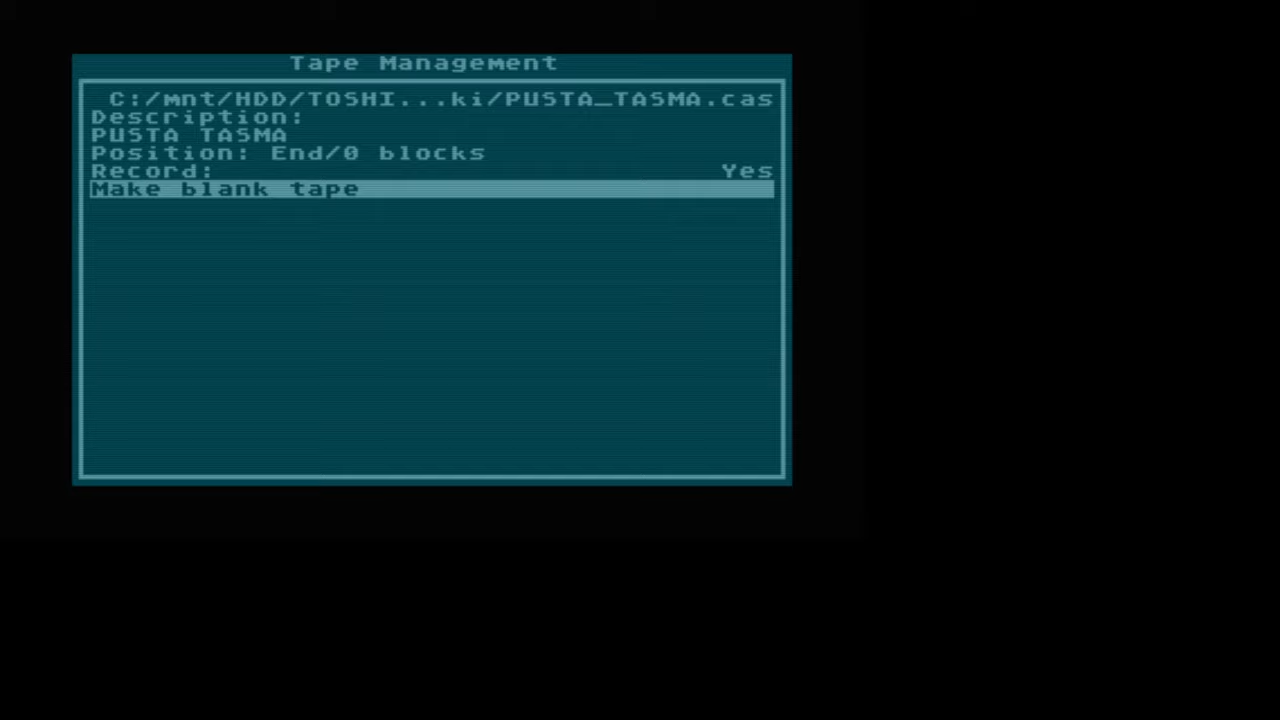 Tape Management
C:/mnt/HDD/TOSHI...ki/PUSTA_TASMA.cas
Description:
PUSTA TASMA
Position: End/0 blocks
Record: Yes
Make blank tape